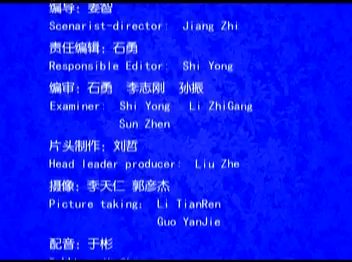 编导：姜智
Scenarist-director: Jiang Zhi
责任编辑：石勇
Responsible Editor: Shi Yong
编审：石勇 李志刚 孙振
Examiner: Shi Yong Li ZhiGang
Sun Zhen
片头制作：刘哲
Head leader producer: Liu Zhe
摄像：李天仁 郭彦杰
Picture taking: Li TianRen
Guo YanJie
配音：于彬